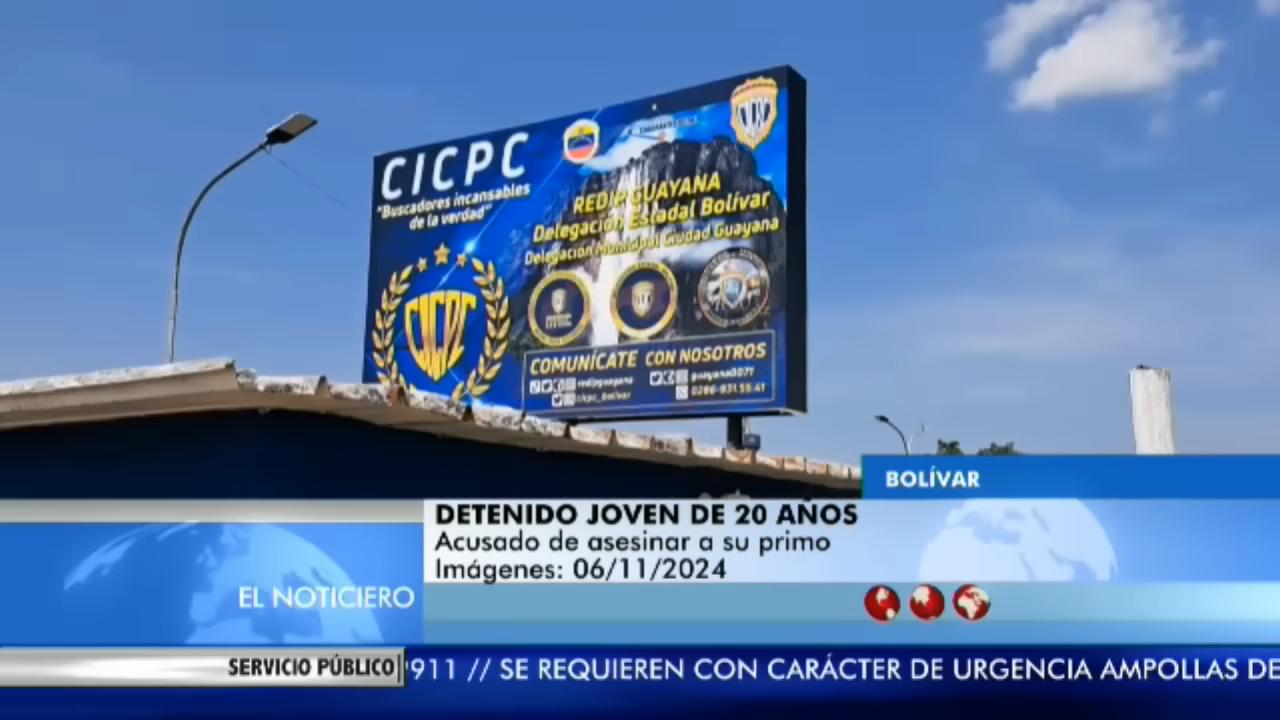 CICPC
"Buscadores incansables
de la verdad"
REDIP GUAYANA
Delegación Estadal Bolívar
Delegación Municipal Ciudad Guayana
CICPC
COMUNÍCATE CON NOSOTROS
redipguayana
cicpc_bolivar
guayana0071
0286-931.55.41
BOLÍVAR
DETENIDO JOVEN DE 20 AÑOS
Acusado de asesinar a su primo
Imágenes: 06/11/2024
EL NOTICIERO
SERVICIO PÚBLICO
911 // SE REQUIEREN CON CARÁCTER DE URGENCIA AMPOLLAS DE